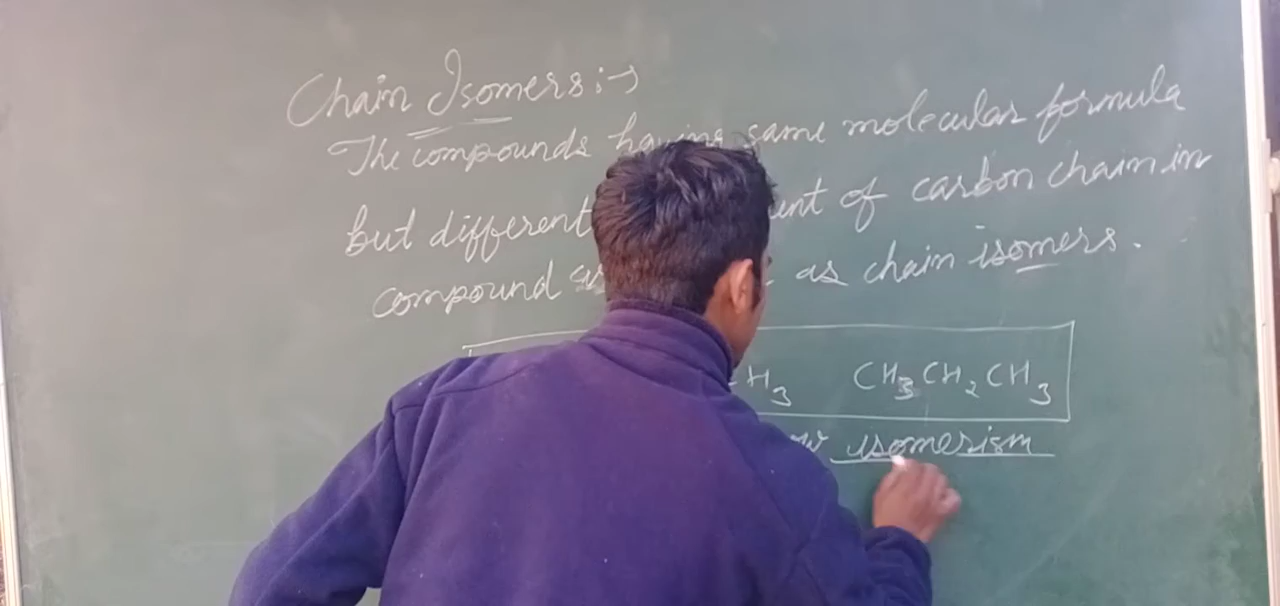 Chain Isomers :→
The compounds having same molecular formula
but different of carbon chain in
compound as chain isomers.
H3 CH3CH2CH3
isomerism